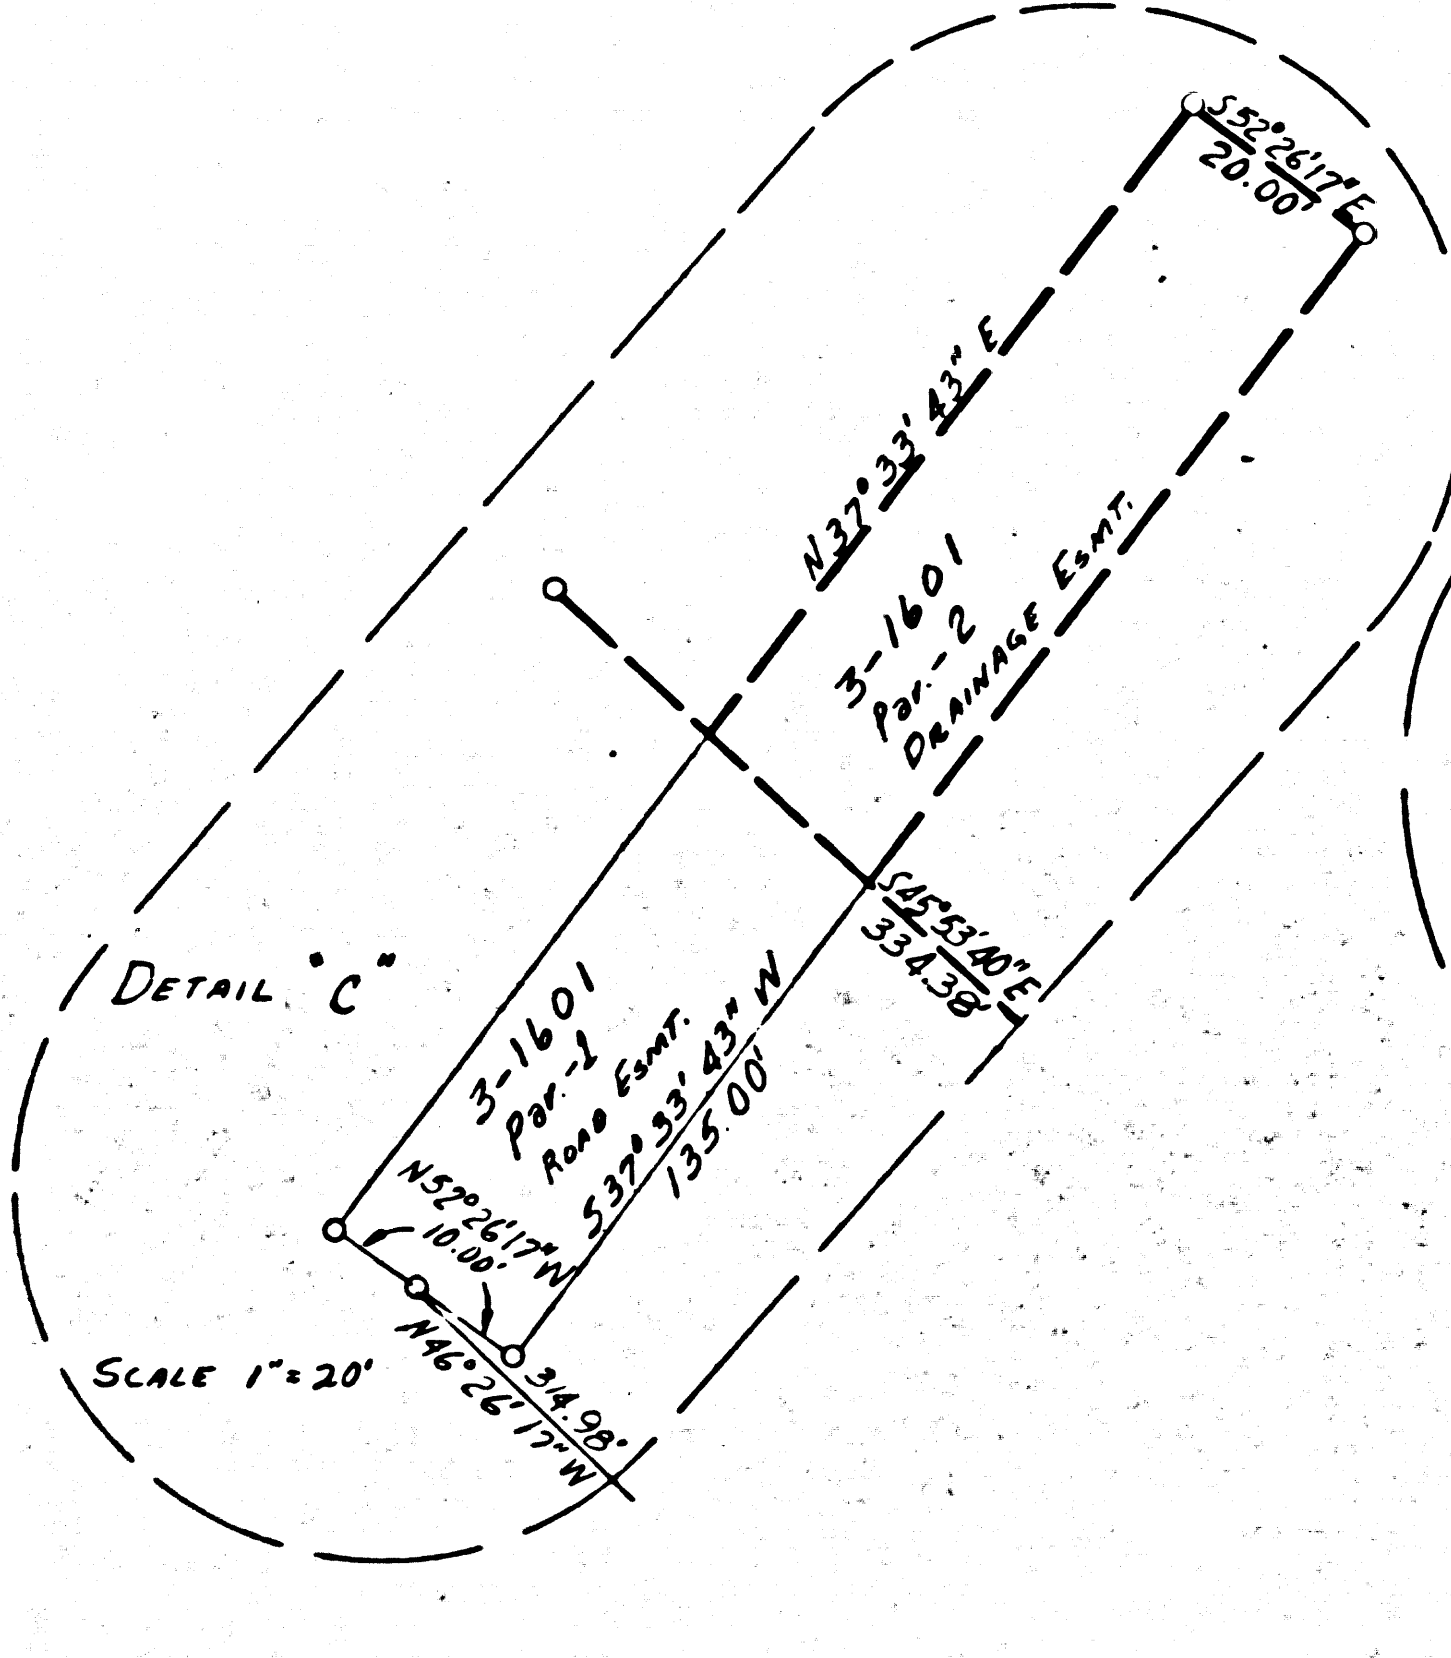 S52°26'17"E
20.00'
N37°33'43"E
3-1601
Par.-2
DRAINAGE ESMT.
S45°53'40"E
334.38'
DETAIL "C"
3-1601
Par.-1
ROAD ESMT.
S37°33'43"W
135.00'
N52°26'17"W
10.00'
SCALE 1"=20'
314.98'
N46°26'17"W